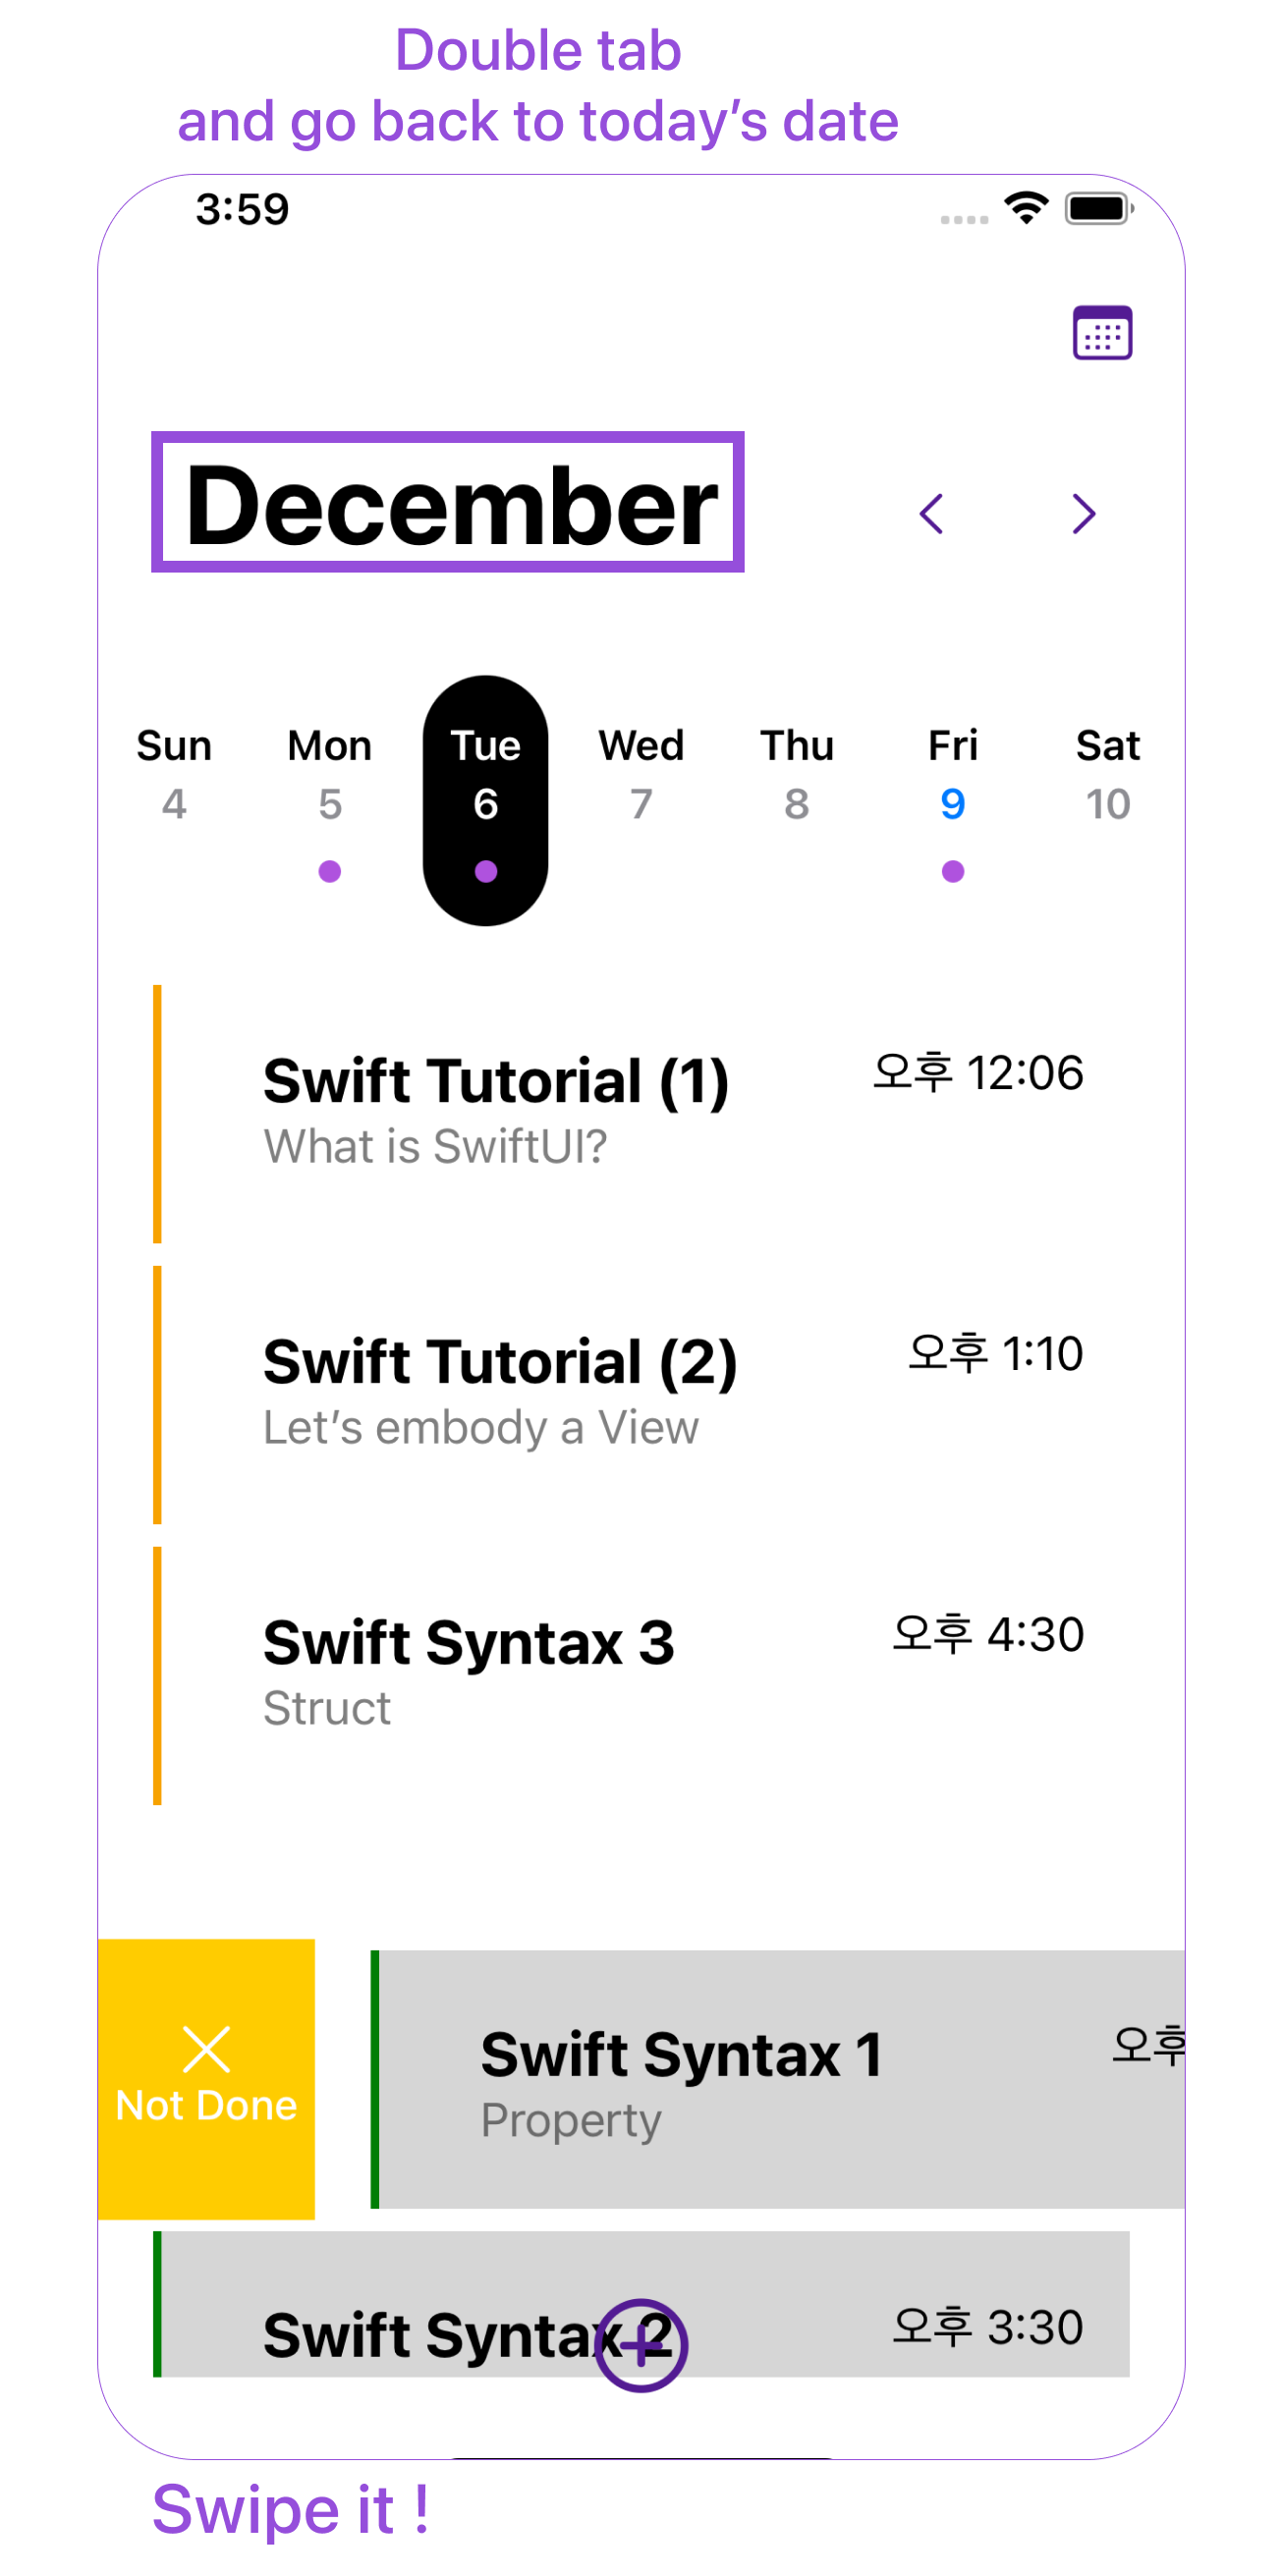 Double tab
and go back to today’s date
3:59
December
Sun Mon Tue Wed Thu Fri Sat
4 5 6 7 8 9 10
Swift Tutorial (1) 오후 12:06
What is SwiftUI?
Swift Tutorial (2) 오후 1:10
Let’s embody a View
Swift Syntax 3 오후 4:30
Struct
Not Done
Swift Syntax 1 오후
Property
Swift Syntax 2 오후 3:30
Swipe it !